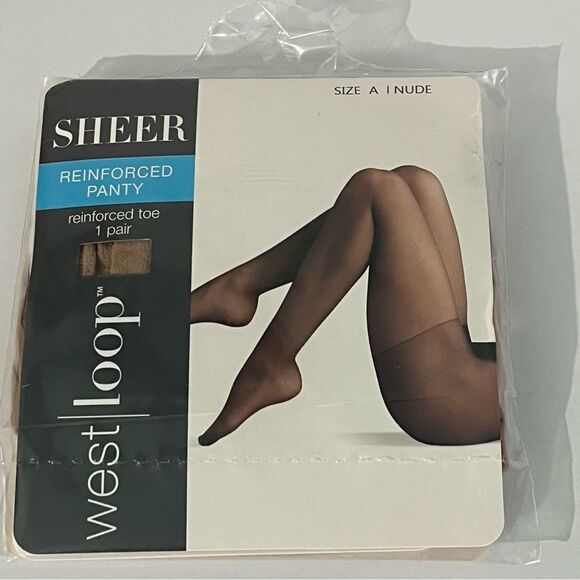 SIZE A | NUDE
SHEER
REINFORCED
PANTY
reinforced toe
1 pair
west|loop™